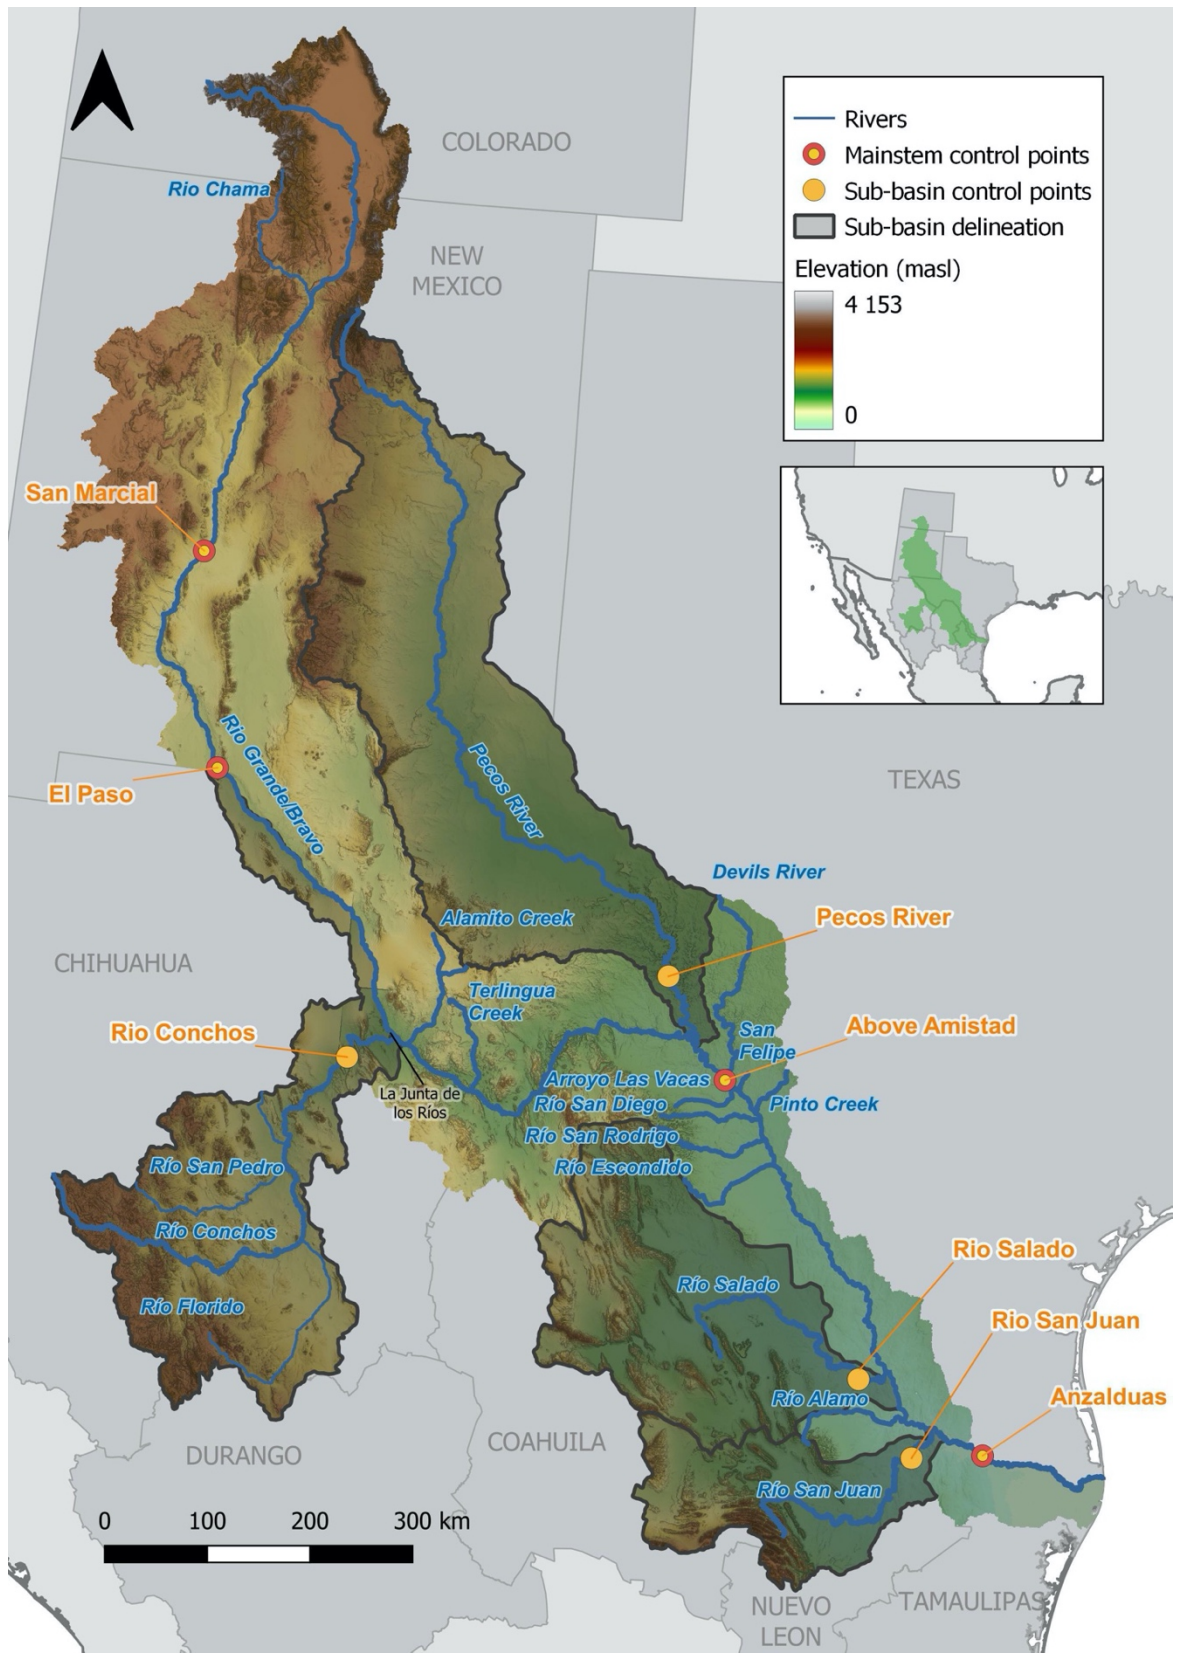 COLORADO
Rio Chama
NEW
MEXICO
Rivers
Mainstem control points
Sub-basin control points
Sub-basin delineation
Elevation (masl)
4 153
0
San Marcial
El Paso
Rio Grande/Bravo
Pecos River
TEXAS
Devils River
Alamito Creek
Pecos River
CHIHUAHUA
Terlingua
Creek
Rio Conchos
San
Felipe
Above Amistad
La Junta de
los Ríos
Arroyo Las Vacas
Río San Diego
Pinto Creek
Río San Rodrigo
Río Escondido
Río San Pedro
Río Conchos
Río Florido
Río Salado
Rio Salado
Rio San Juan
Río Alamo
Anzalduas
DURANGO
COAHUILA
Río San Juan
0 100 200 300 km
NUEVO
LEON
TAMAULIPAS